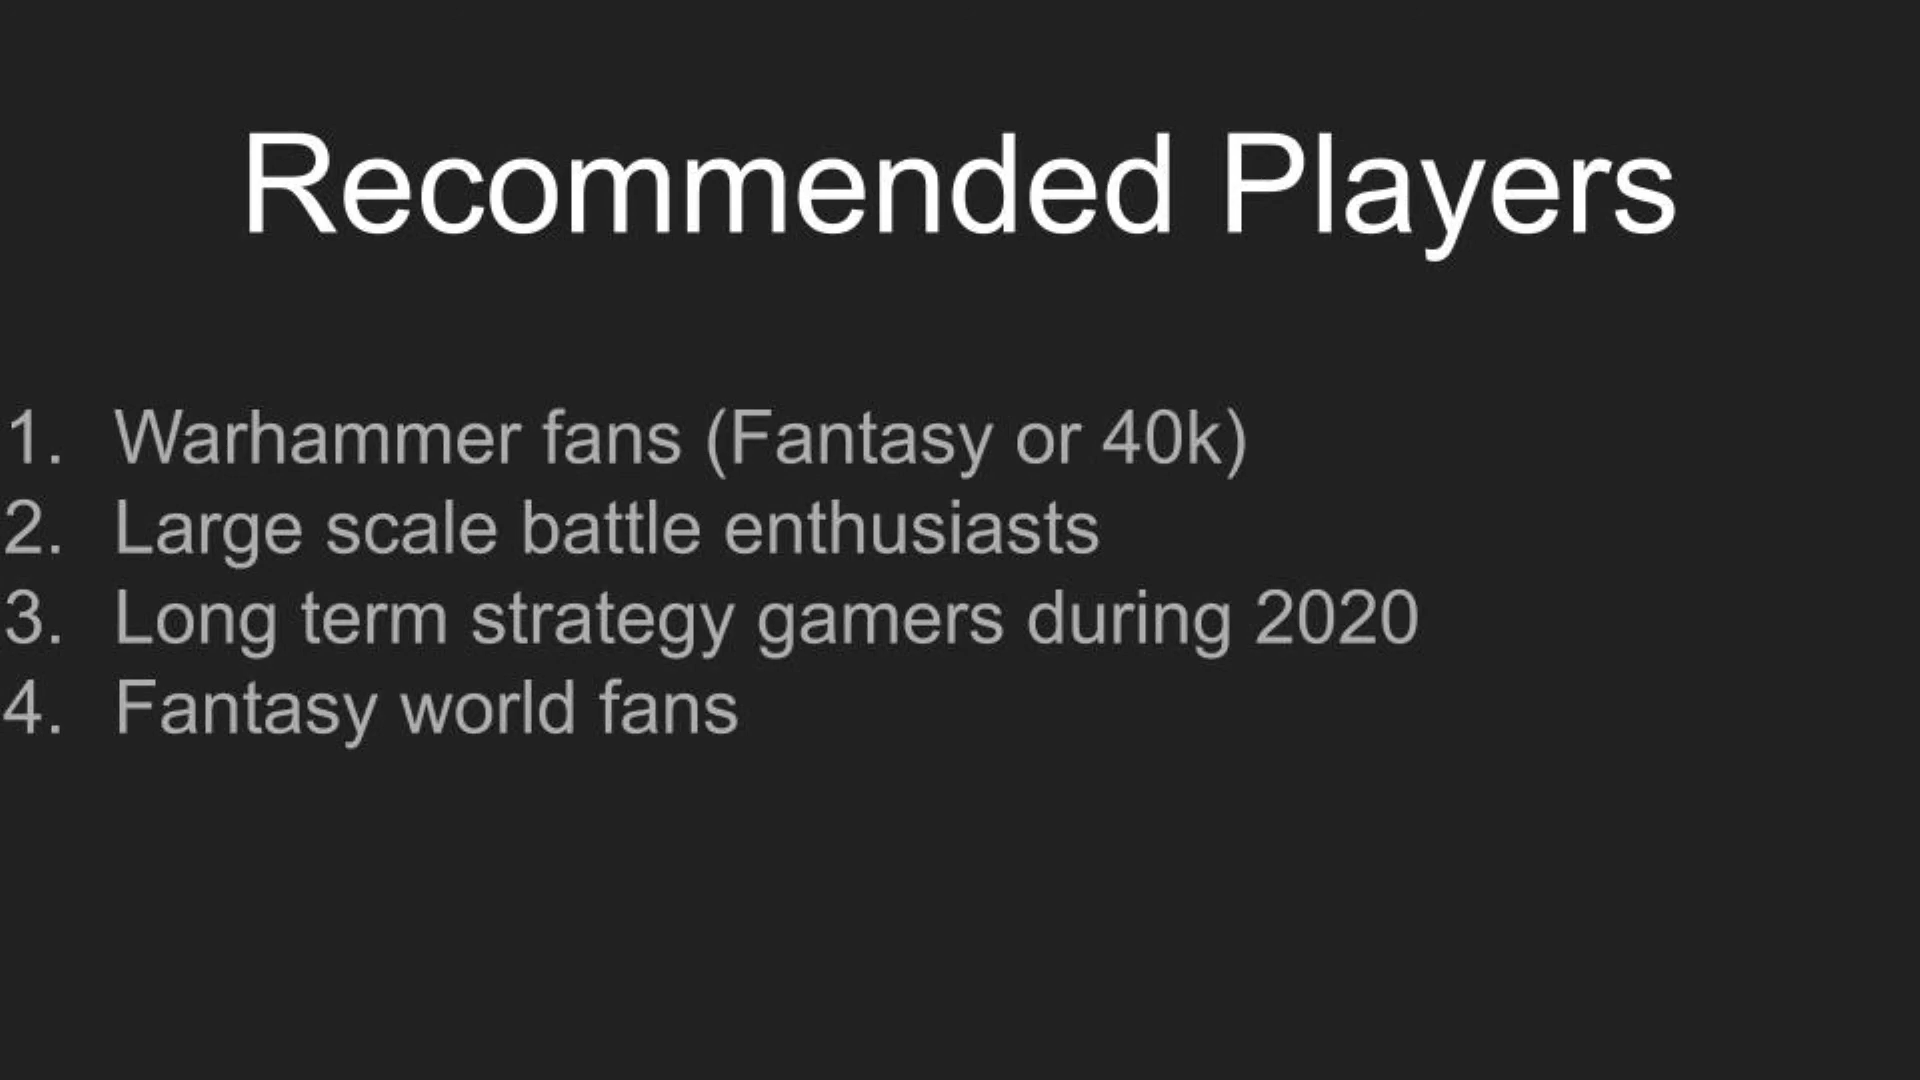 Recommended Players
1. Warhammer fans (Fantasy or 40k)
2. Large scale battle enthusiasts
3. Long term strategy gamers during 2020
4. Fantasy world fans